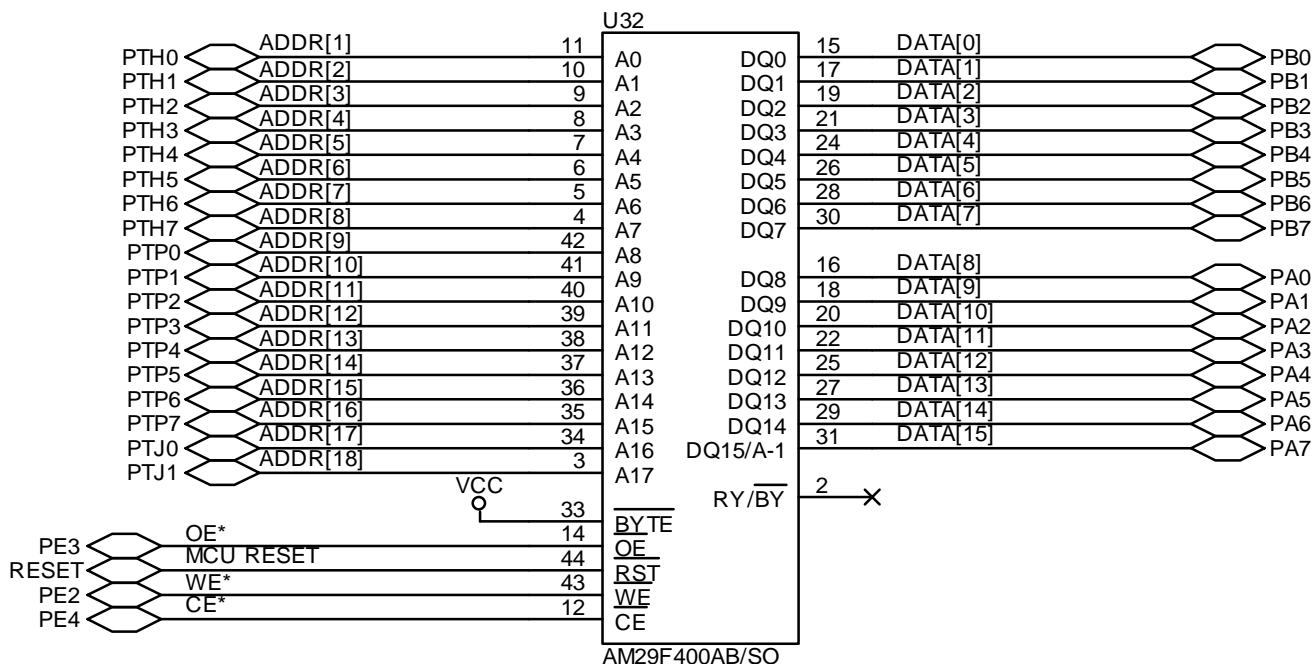 U32
PTH0 ADDR[1] 11 A0 DQ0 15 DATA[0] PB0
PTH1 ADDR[2] 10 A1 DQ1 17 DATA[1] PB1
PTH2 ADDR[3] 9 A2 DQ2 19 DATA[2] PB2
PTH3 ADDR[4] 8 A3 DQ3 21 DATA[3] PB3
PTH4 ADDR[5] 7 A4 DQ4 24 DATA[4] PB4
PTH5 ADDR[6] 6 A5 DQ5 26 DATA[5] PB5
PTH6 ADDR[7] 5 A6 DQ6 28 DATA[6] PB6
PTH7 ADDR[8] 4 A7 DQ7 30 DATA[7] PB7
PTP0 ADDR[9] 42 A8
PTP1 ADDR[10] 41 A9 DQ8 16 DATA[8] PA0
PTP2 ADDR[11] 40 A10 DQ9 18 DATA[9] PA1
PTP3 ADDR[12] 39 A11 DQ10 20 DATA[10] PA2
PTP4 ADDR[13] 38 A12 DQ11 22 DATA[11] PA3
PTP5 ADDR[14] 37 A13 DQ12 25 DATA[12] PA4
PTP6 ADDR[15] 36 A14 DQ13 27 DATA[13] PA5
PTP7 ADDR[16] 35 A15 DQ14 29 DATA[14] PA6
PTJ0 ADDR[17] 34 A16 DQ15/A-1 31 DATA[15] PA7
PTJ1 ADDR[18] 3 A17
VCC RY/BY 2
33 BYTE
PE3 OE* 14 OE
RESET MCU RESET 44 RST
PE2 WE* 43 WE
PE4 CE* 12 CE
AM29F400AB/SO